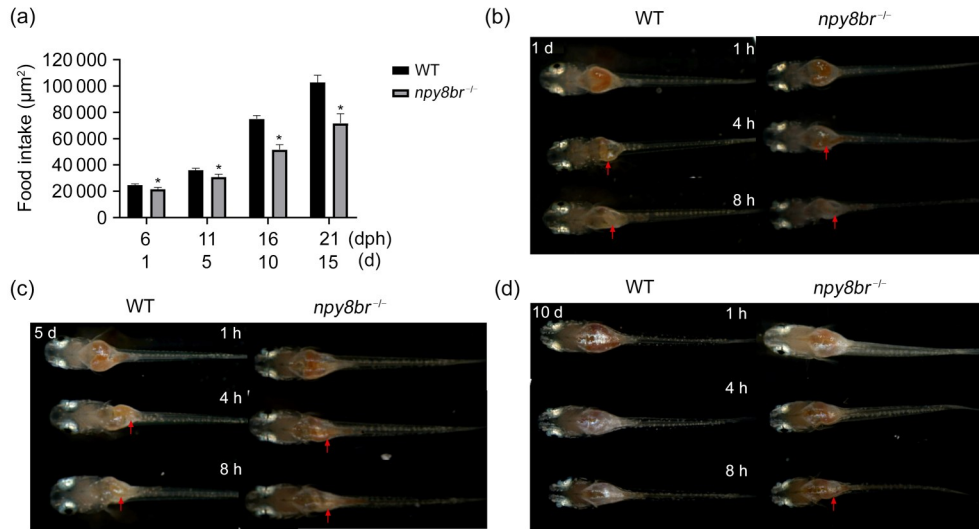 (a)
Food intake (μm²)
120 000
100 000
80 000
60 000
40 000
20 000
0
* * * *
WT
npy8br⁻/⁻
6 11 16 21 (dph)
1 5 10 15 (d)
(b)
WT npy8br⁻/⁻
1 d 1 h
4 h
8 h
(c)
WT npy8br⁻/⁻
5 d 1 h
4 h
8 h
(d)
WT npy8br⁻/⁻
10 d 1 h
4 h
8 h